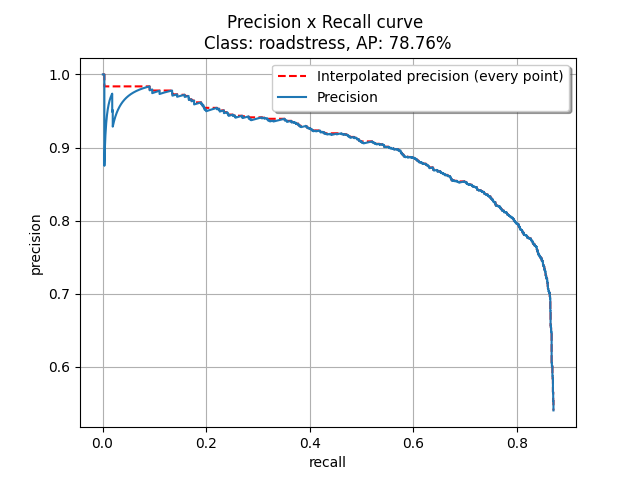 Precision x Recall curve
Class: roadstress, AP: 78.76%
Interpolated precision (every point)
Precision
1.0
0.9
0.8
0.7
0.6
precision
0.0 0.2 0.4 0.6 0.8
recall